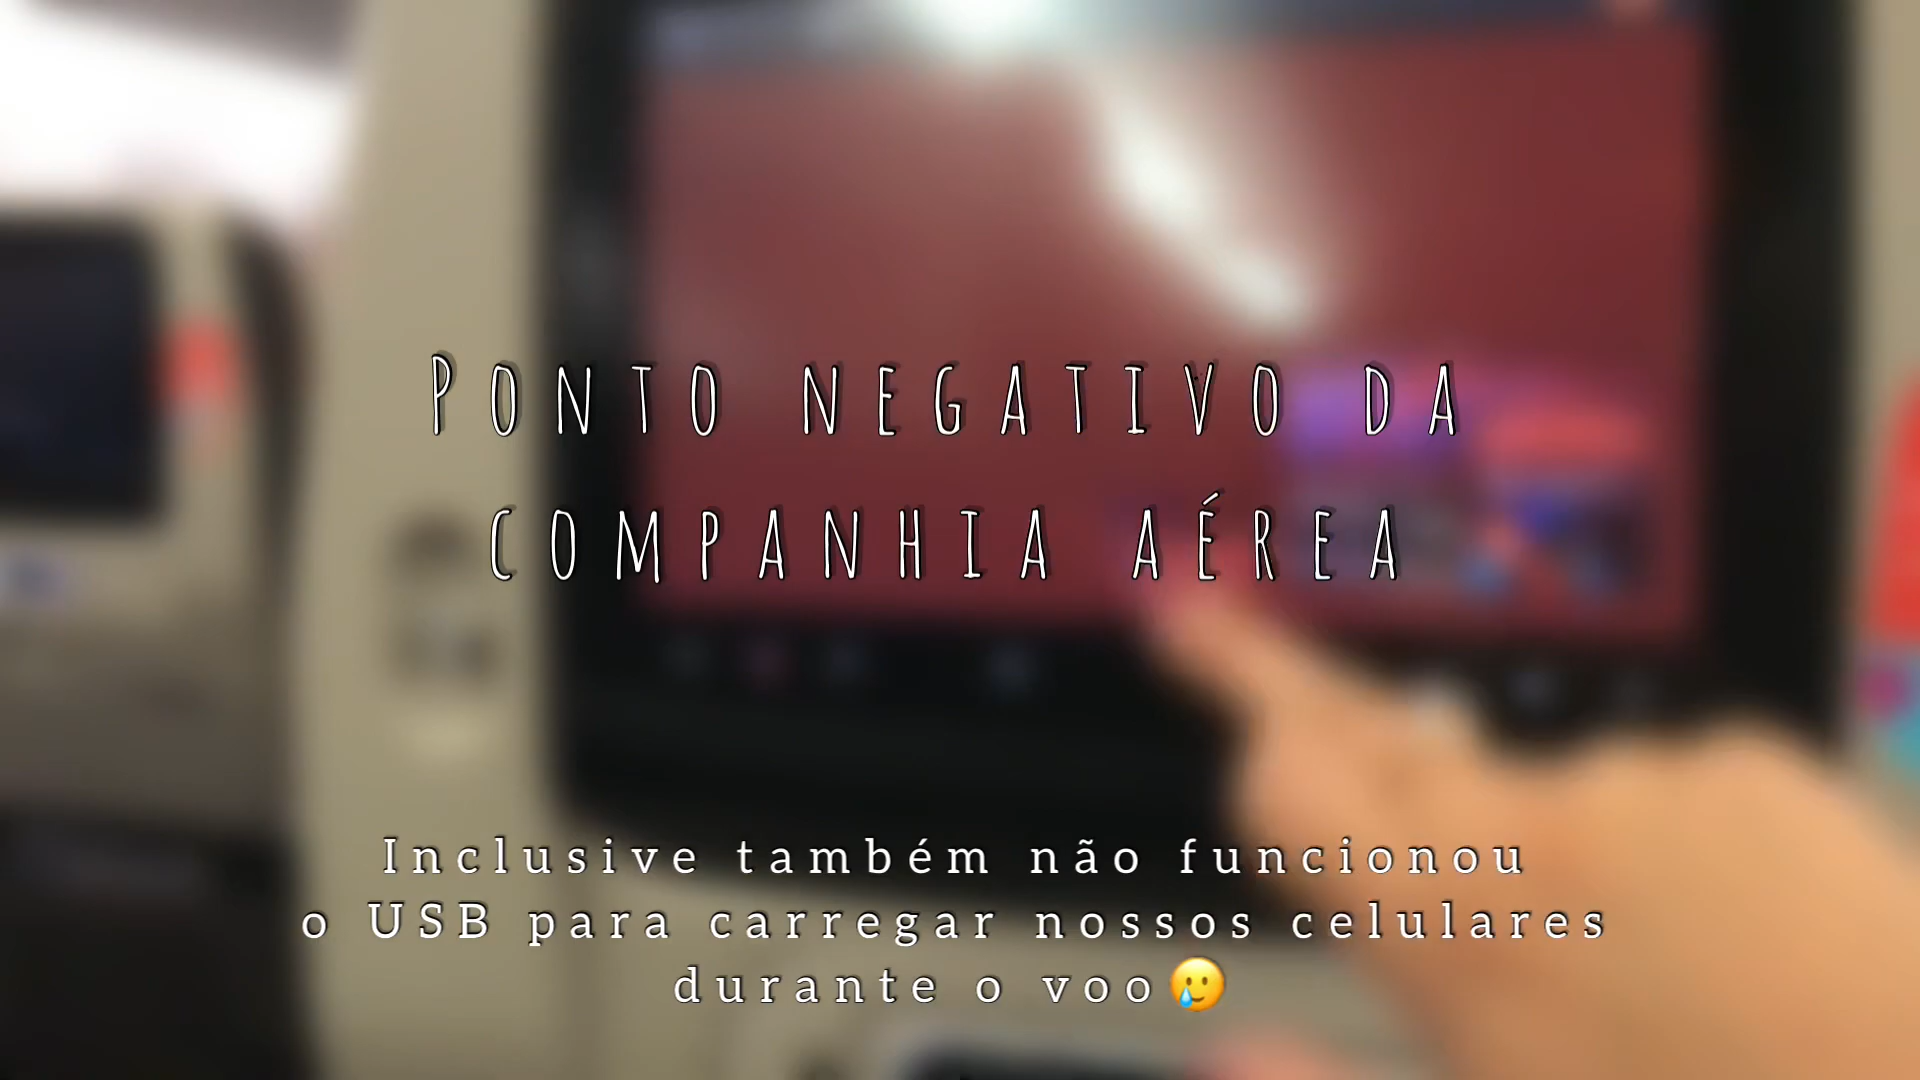 Ponto negativo da
companhia aérea
Inclusive também não funcionou
o USB para carregar nossos celulares
durante o voo🥲